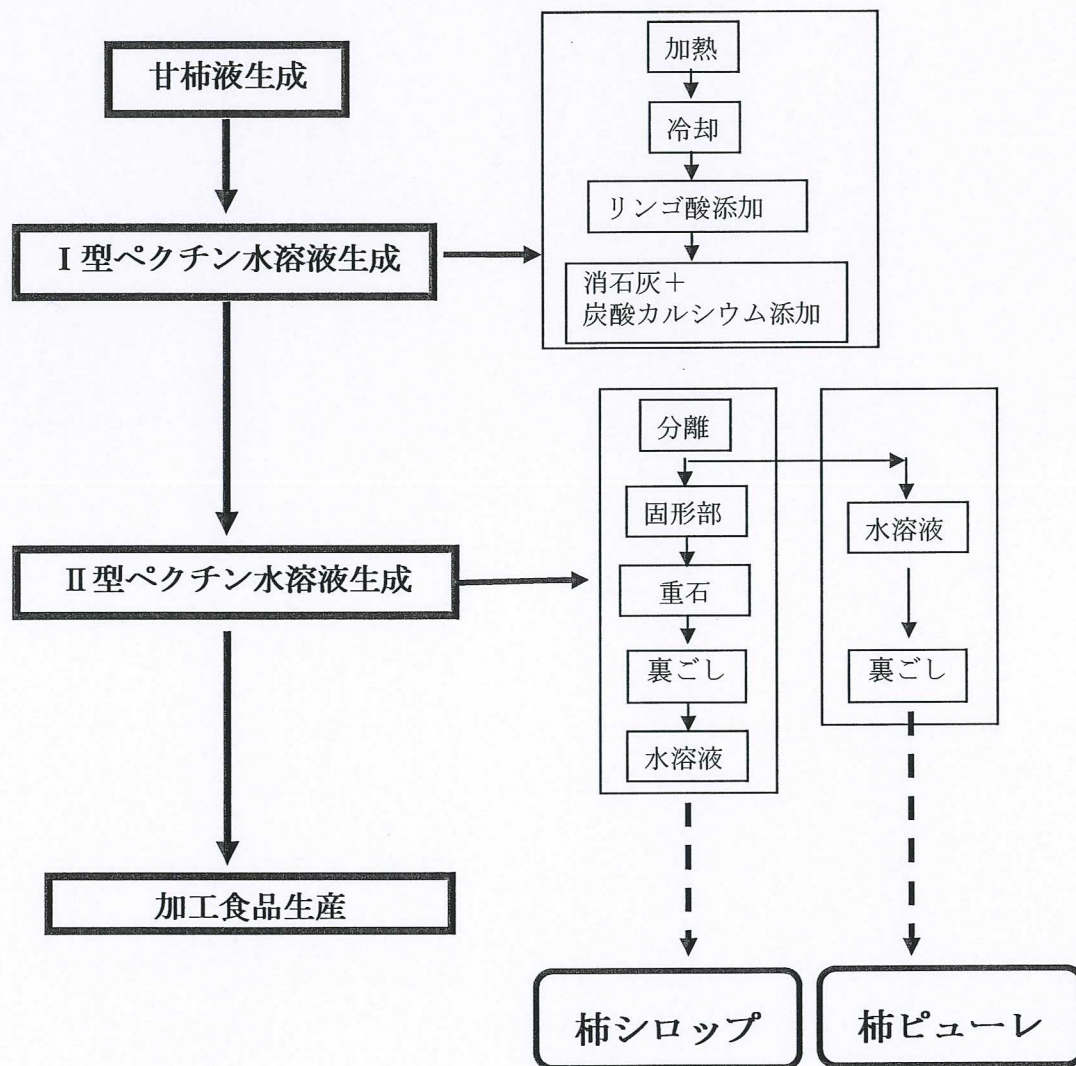 甘柿液生成
Ⅰ型ペクチン水溶液生成
Ⅱ型ペクチン水溶液生成
加工食品生産
加熱
冷却
リンゴ酸添加
消石灰＋
炭酸カルシウム添加
分離
固形部
重石
裏ごし
水溶液
水溶液
裏ごし
柿シロップ
柿ピューレ